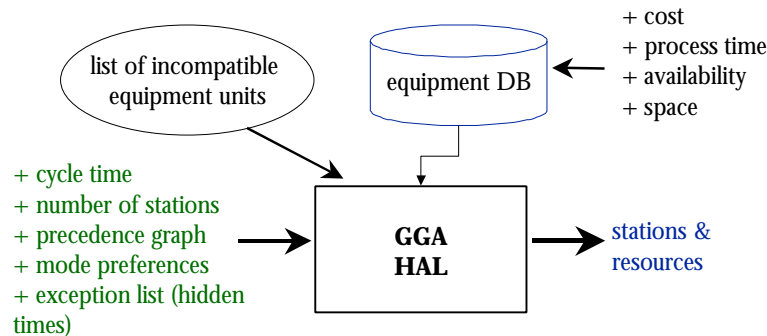 + cost
+ process time
+ availability
+ space
list of incompatible
equipment units
equipment DB
+ cycle time
+ number of stations
+ precedence graph
+ mode preferences
+ exception list (hidden
times)
GGA
HAL
stations &
resources